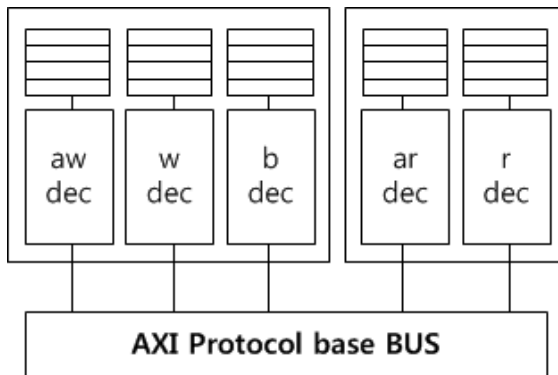 aw
dec
w
dec
b
dec
ar
dec
r
dec
AXI Protocol base BUS